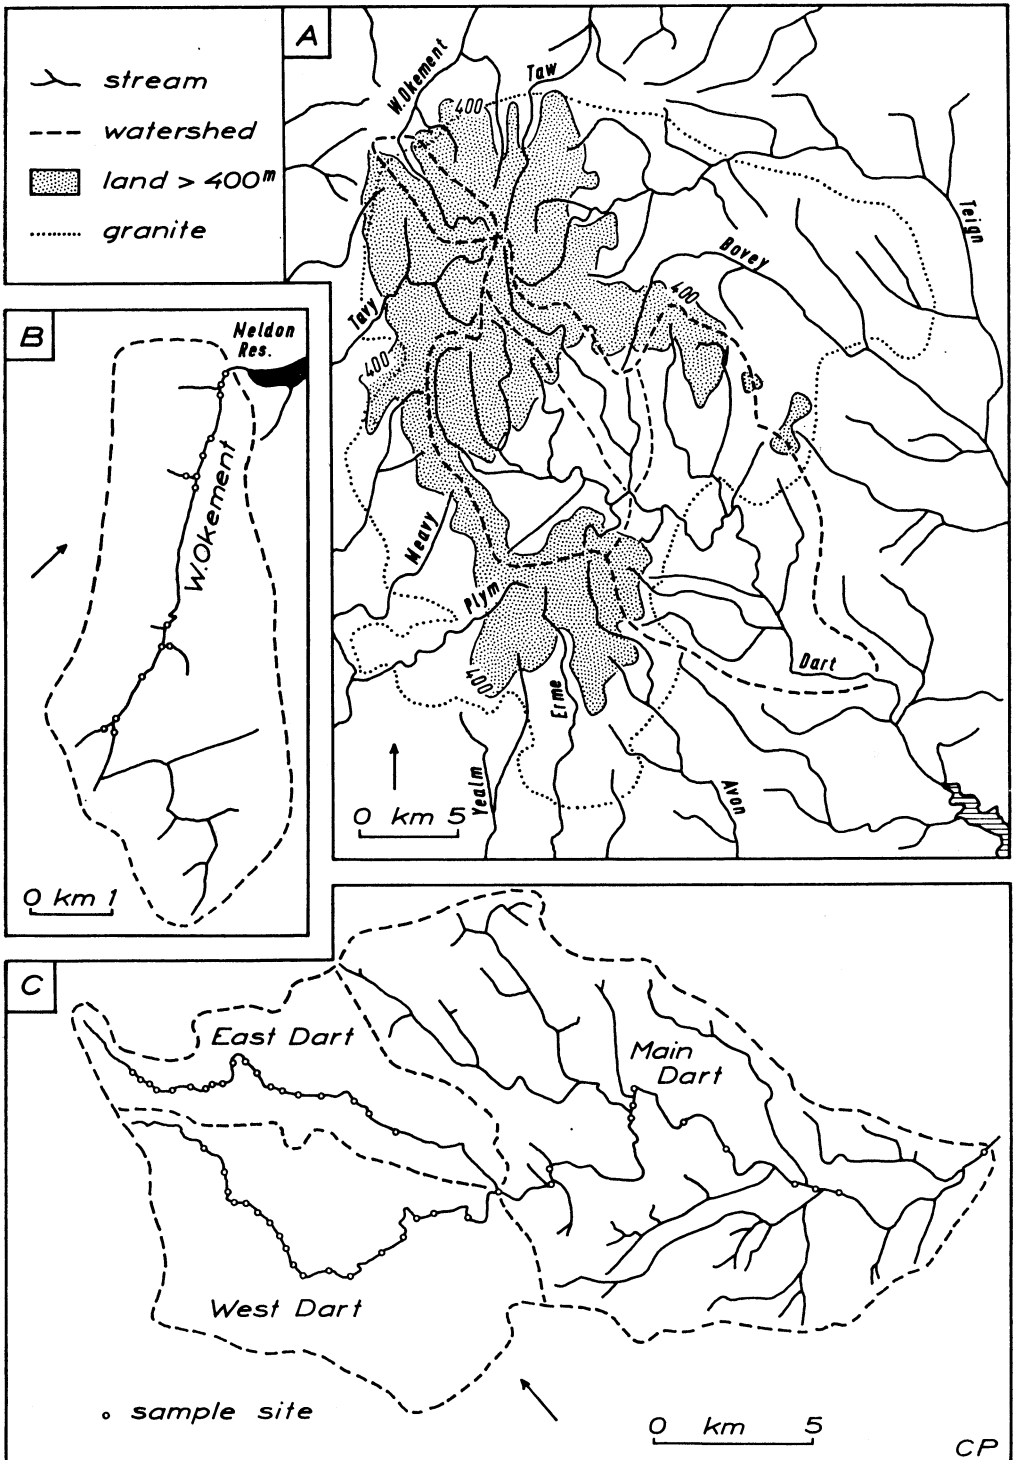 stream
watershed
land > 400m
granite
A
W.Okement
Taw
400
Teign
Bovey
400
Tavy
400
Meavy
Plym
400
Erme
Dart
Yealm
Avon
0 km 5
B
Neldon
Res.
W.Okement
0 km 1
C
East Dart
Main
Dart
West Dart
sample site
0 km 5
CP